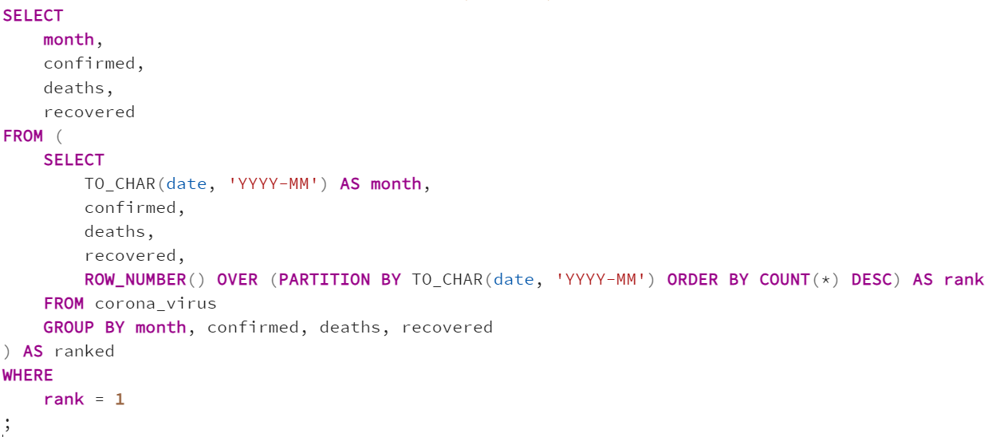 SELECT
    month,
    confirmed,
    deaths,
    recovered
FROM (
    SELECT
        TO_CHAR(date, 'YYYY-MM') AS month,
        confirmed,
        deaths,
        recovered,
        ROW_NUMBER() OVER (PARTITION BY TO_CHAR(date, 'YYYY-MM') ORDER BY COUNT(*) DESC) AS rank
    FROM corona_virus
    GROUP BY month, confirmed, deaths, recovered
) AS ranked
WHERE
    rank = 1
;